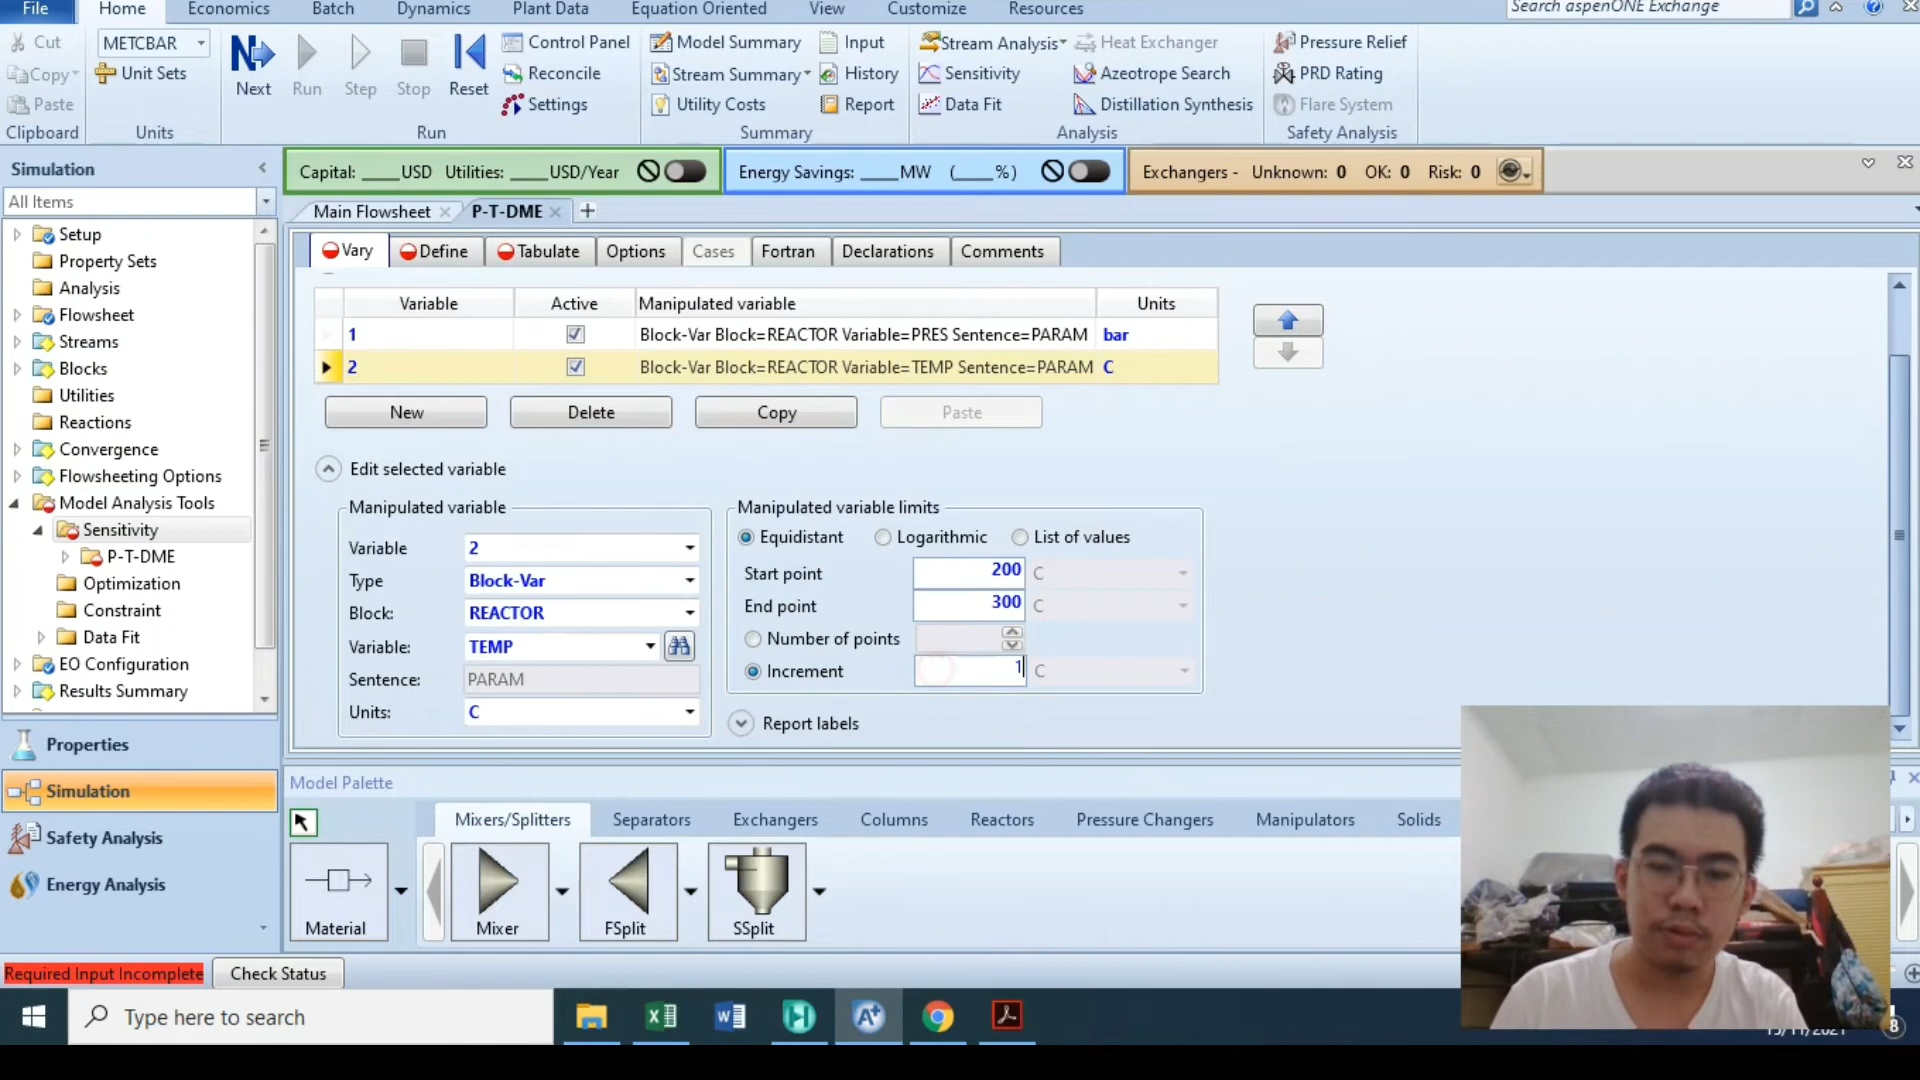 File Home Economics Batch Dynamics Plant Data Equation Oriented View Customize Resources Search aspenONE Exchange
Cut METCBAR Control Panel Model Summary Input Stream Analysis Heat Exchanger Pressure Relief
Copy Unit Sets Next Run Step Stop Reset Reconcile Stream Summary History Sensitivity Azeotrope Search PRD Rating
Paste Settings Utility Costs Report Data Fit Distillation Synthesis Flare System
Clipboard Units Run Summary Analysis Safety Analysis
Simulation Capital: ____USD Utilities: ____USD/Year Energy Savings: ____MW (____%) Exchangers - Unknown: 0 OK: 0 Risk: 0
All Items Main Flowsheet P-T-DME +
Setup
Property Sets
Analysis
Flowsheet
Streams
Blocks
Utilities
Reactions
Convergence
Flowsheeting Options
Model Analysis Tools
Sensitivity
P-T-DME
Optimization
Constraint
Data Fit
EO Configuration
Results Summary
Properties
Simulation
Safety Analysis
Energy Analysis
Vary Define Tabulate Options Cases Fortran Declarations Comments
Variable Active Manipulated variable Units
1 Block-Var Block=REACTOR Variable=PRES Sentence=PARAM bar
2 Block-Var Block=REACTOR Variable=TEMP Sentence=PARAM C
New Delete Copy Paste
Edit selected variable
Manipulated variable
Variable 2
Type Block-Var
Block: REACTOR
Variable: TEMP
Sentence: PARAM
Units: C
Manipulated variable limits
Equidistant Logarithmic List of values
Start point 200 C
End point 300 C
Number of points
Increment 1 C
Report labels
Model Palette
Mixers/Splitters Separators Exchangers Columns Reactors Pressure Changers Manipulators Solids
Material Mixer FSplit SSplit
Required Input Incomplete Check Status
Type here to search
8